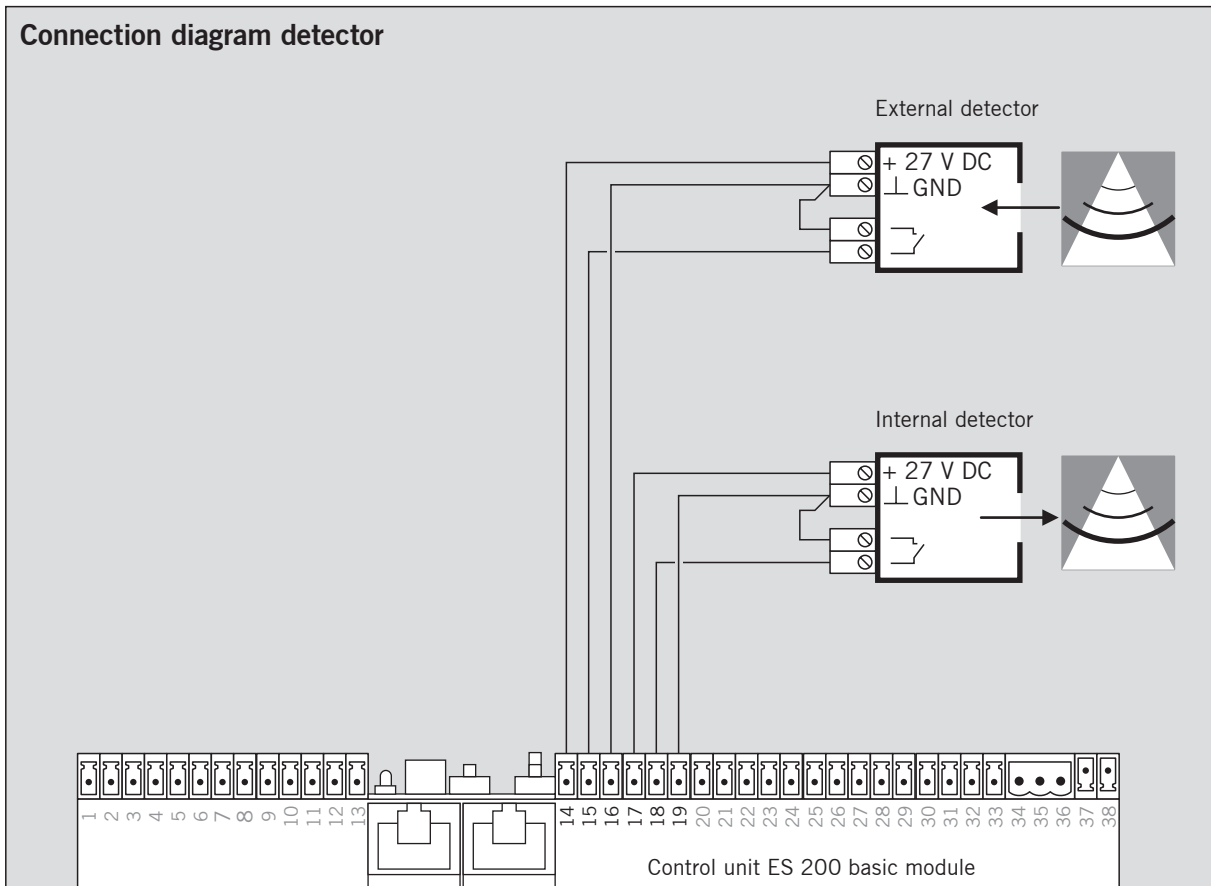 Connection diagram detector
External detector
+ 27 V DC
⊥ GND
Internal detector
+ 27 V DC
⊥ GND
1 2 3 4 5 6 7 8 9 10 11 12 13 14 15 16 17 18 19 20 21 22 23 24 25 26 27 28 29 30 31 32 33 34 35 36 37 38
Control unit ES 200 basic module